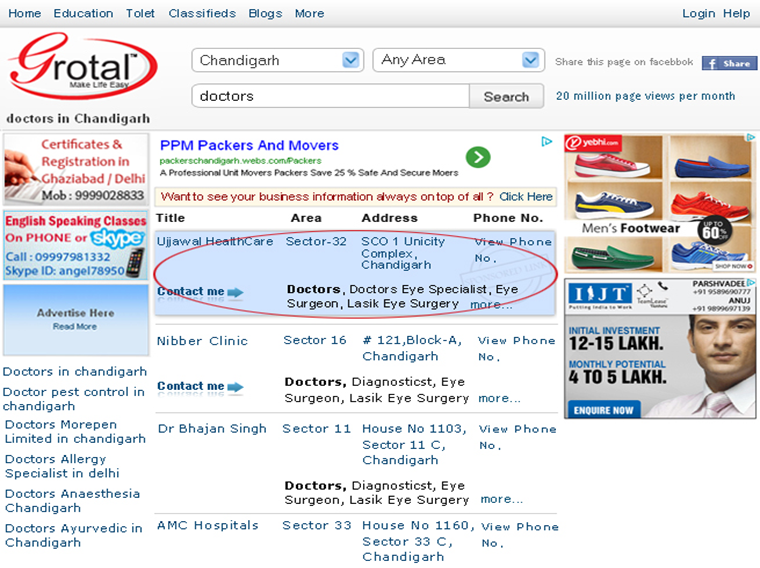 Home Education Tolet Classifieds Blogs More Login Help
Grotal™
Make Life Easy
doctors in Chandigarh
Chandigarh Any Area Share this page on facebbok f Share
doctors Search 20 million page views per month
Certificates &
Registration in
Ghaziabad / Delhi
Mob : 9999028833
English Speaking Classes
On PHONE or skype
Call : 09997981332
Skype ID: angel78950
Advertise Here
Read More
Doctors in chandigarh
Doctor pest control in
chandigarh
Doctors Morepen
Limited in chandigarh
Doctors Allergy
Specialist in delhi
Doctors Anaesthesia
Chandigarh
Doctors Ayurvedic in
Chandigarh
PPM Packers And Movers
packerschandigarh.webs.com/Packers
A Professional Unit Movers Packers Save 25 % Safe And Secure Moers
Want to see your business information always on top of all ? Click Here
Title Area Address Phone No.
Ujjawal HealthCare Sector-32 SCO 1 Unicity View Phone
Complex, No.
Chandigarh
Contact me Doctors, Doctors Eye Specialist, Eye
Surgeon, Lasik Eye Surgery more...
Nibber Clinic Sector 16 # 121,Block-A, View Phone
Chandigarh No.
Contact me Doctors, Diagnosticst, Eye
Surgeon, Lasik Eye Surgery more...
Dr Bhajan Singh Sector 11 House No 1103, View Phone
Sector 11 C, No.
Chandigarh
Doctors, Diagnosticst, Eye
Surgeon, Lasik Eye Surgery more...
AMC Hospitals Sector 33 House No 1160, View Phone
Sector 33 C, No.
Chandigarh
yebhi.com
Men's Footwear
UP TO
60%
SHOP NOW
IIJT
Putting India to Work
TeamLease
PARSHVADEEP
+91 9589690777
ANUJ
+91 9899697139
INITIAL INVESTMENT
12-15 LAKH.
MONTHLY POTENTIAL
4 TO 5 LAKH.
ENQUIRE NOW